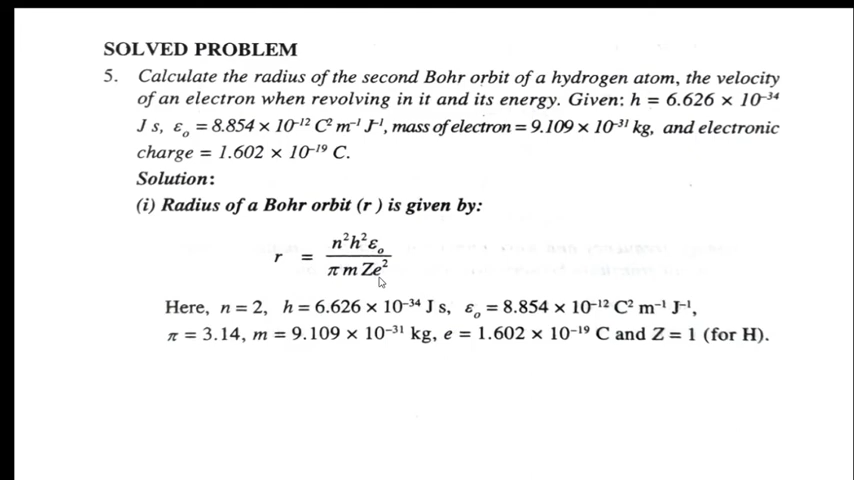 SOLVED PROBLEM
5. Calculate the radius of the second Bohr orbit of a hydrogen atom, the velocity
of an electron when revolving in it and its energy. Given: h = 6.626 × 10⁻³⁴
J s, εₒ = 8.854 × 10⁻¹² C² m⁻¹ J⁻¹, mass of electron = 9.109 × 10⁻³¹ kg, and electronic
charge = 1.602 × 10⁻¹⁹ C.
Solution:
(i) Radius of a Bohr orbit (r ) is given by:
r = n²h²εₒ / π m Ze²
Here, n = 2, h = 6.626 × 10⁻³⁴ J s, εₒ = 8.854 × 10⁻¹² C² m⁻¹ J⁻¹,
π = 3.14, m = 9.109 × 10⁻³¹ kg, e = 1.602 × 10⁻¹⁹ C and Z = 1 (for H).